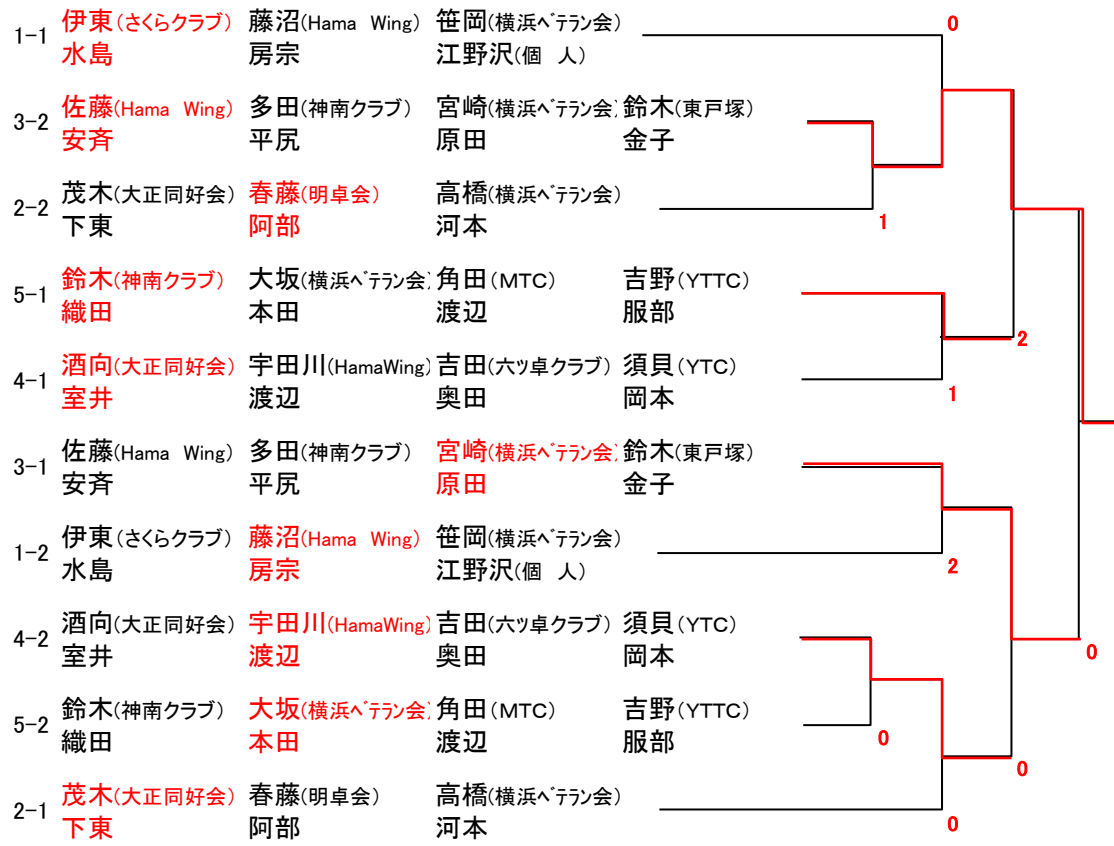 伊東(さくらクラブ) 藤沼(Hama Wing) 笹岡(横浜ベテラン会) 0
1-1
水島 房宗 江野沢(個 人)
佐藤(Hama Wing) 多田(神南クラブ) 宮崎(横浜ベテラン会) 鈴木(東戸塚)
3-2
安斉 平尻 原田 金子
茂木(大正同好会) 春藤(明卓会) 高橋(横浜ベテラン会)
2-2
下東 阿部 河本 1
鈴木(神南クラブ) 大坂(横浜ベテラン会) 角田(MTC) 吉野(YTTC)
5-1
織田 本田 渡辺 服部 2
酒向(大正同好会) 宇田川(HamaWing) 吉田(六ツ卓クラブ) 須貝(YTC)
4-1
室井 渡辺 奥田 岡本 1
佐藤(Hama Wing) 多田(神南クラブ) 宮崎(横浜ベテラン会) 鈴木(東戸塚)
3-1
安斉 平尻 原田 金子
伊東(さくらクラブ) 藤沼(Hama Wing) 笹岡(横浜ベテラン会)
1-2
水島 房宗 江野沢(個 人) 2
酒向(大正同好会) 宇田川(HamaWing) 吉田(六ツ卓クラブ) 須貝(YTC)
4-2
室井 渡辺 奥田 岡本 0
鈴木(神南クラブ) 大坂(横浜ベテラン会) 角田(MTC) 吉野(YTTC)
5-2
織田 本田 渡辺 服部 0
0
茂木(大正同好会) 春藤(明卓会) 高橋(横浜ベテラン会)
2-1
下東 阿部 河本 0